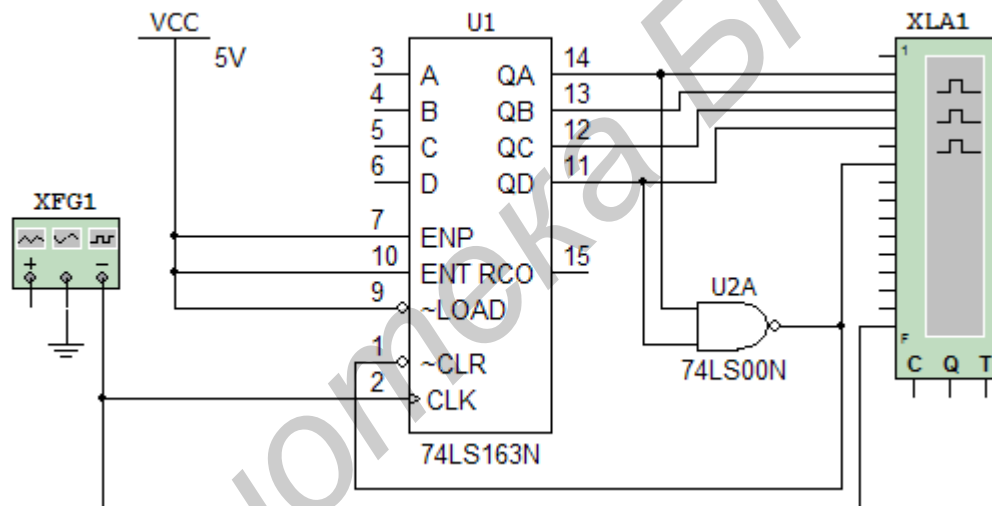 VCC
5V
U1
XLA1
XFG1
3 A QA 14
4 B QB 13
5 C QC 12
6 D QD 11
7 ENP
10 ENT RCO 15
9 ~LOAD
1 ~CLR
2 CLK
74LS163N
U2A
74LS00N
+ −
1
F
C Q T